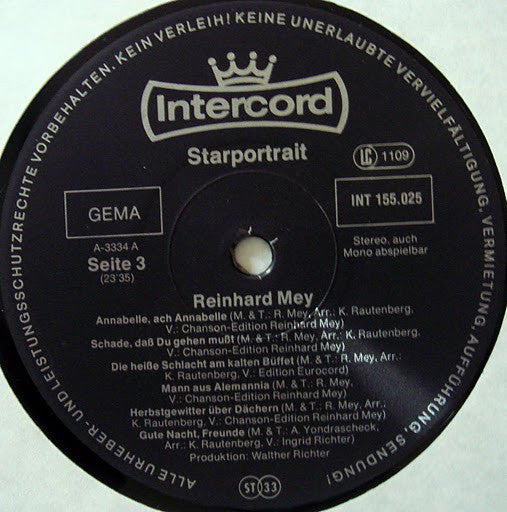 ALLE URHEBER- UND LEISTUNGSSCHUTZRECHTE VORBEHALTEN. KEIN VERLEIH! KEINE UNERLAUBTE VERVIELFÄLTIGUNG, VERMIETUNG, AUFFÜHRUNG, SENDUNG!
Intercord
Starportrait
LC 1109
GEMA
INT 155.025
A-3334 A
Seite 3
(23'35)
Stereo, auch
Mono abspielbar
Reinhard Mey
Annabelle, ach Annabelle (M. & T.: R. Mey, Arr.: K. Rautenberg,
V.: Chanson-Edition Reinhard Mey)
Schade, daß Du gehen mußt (M. & T.: R. Mey, Arr.: K. Rautenberg,
V.: Chanson-Edition Reinhard Mey)
Die heiße Schlacht am kalten Büffet (M. & T.: R. Mey, Arr.:
K. Rautenberg, V.: Edition Eurocord)
Mann aus Alemannia (M. & T.: R. Mey,
V.: Chanson-Edition Reinhard Mey)
Herbstgewitter über Dächern (M. & T.: R. Mey, Arr.:
K. Rautenberg, V.: Chanson-Edition Reinhard Mey)
Gute Nacht, Freunde (M. & T.: A. Yondrascheck,
Arr.: K. Rautenberg, V.: Ingrid Richter)
Produktion: Walther Richter
ST 33